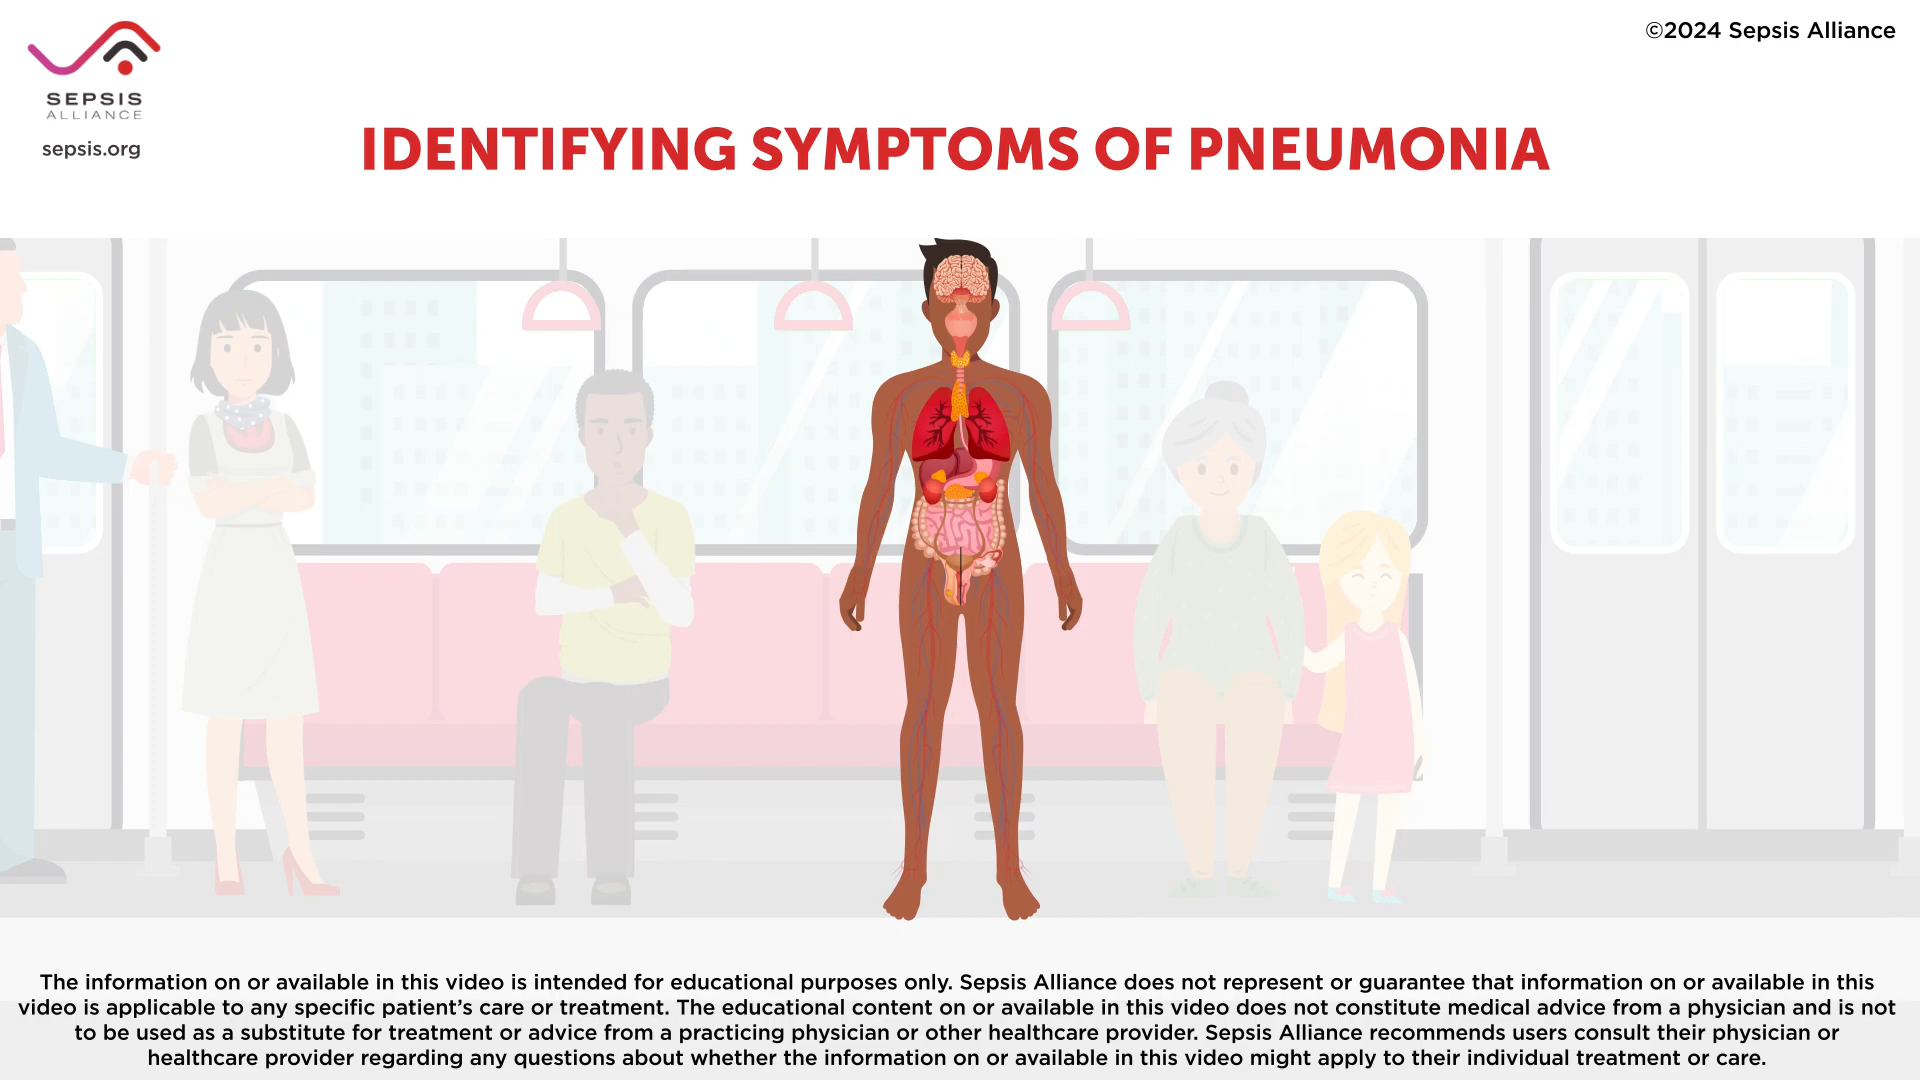 SEPSIS
ALLIANCE
sepsis.org
©2024 Sepsis Alliance
IDENTIFYING SYMPTOMS OF PNEUMONIA
The information on or available in this video is intended for educational purposes only. Sepsis Alliance does not represent or guarantee that information on or available in this
video is applicable to any specific patient’s care or treatment. The educational content on or available in this video does not constitute medical advice from a physician and is not
to be used as a substitute for treatment or advice from a practicing physician or other healthcare provider. Sepsis Alliance recommends users consult their physician or
healthcare provider regarding any questions about whether the information on or available in this video might apply to their individual treatment or care.